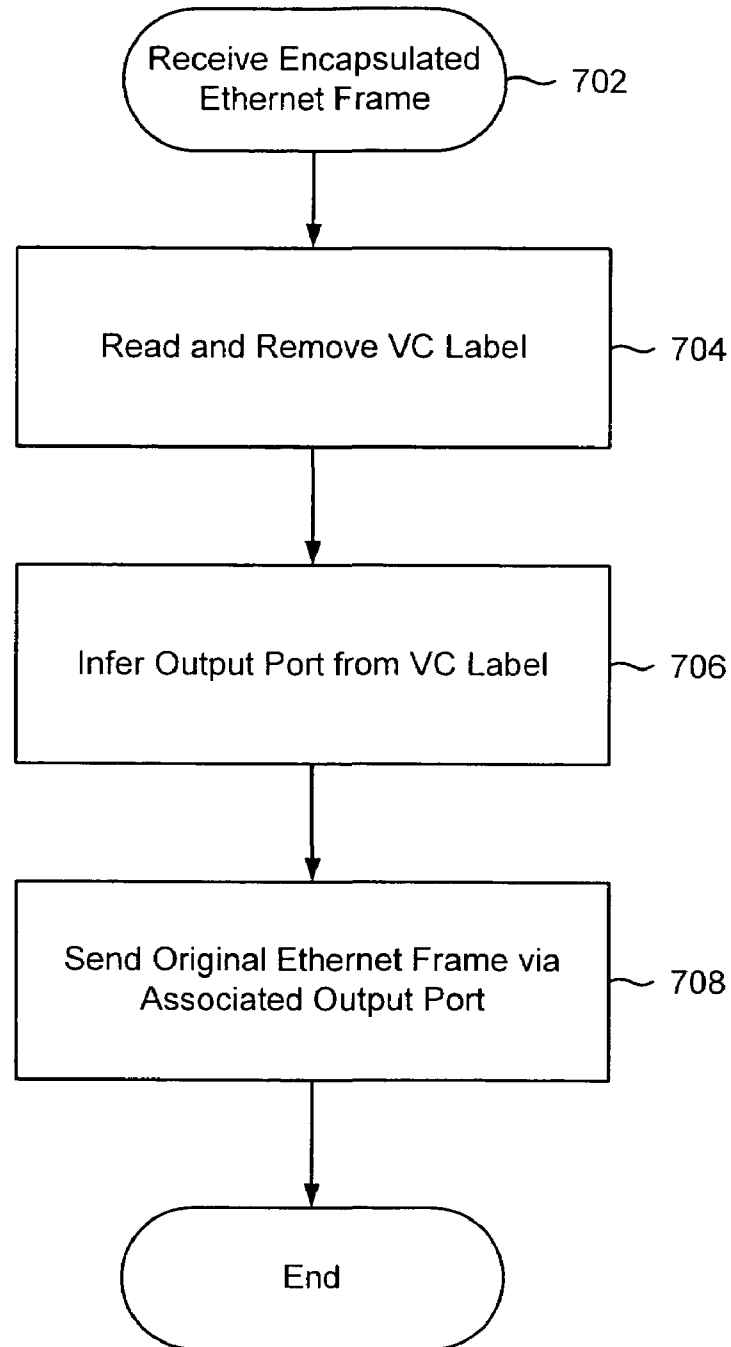 Receive Encapsulated
Ethernet Frame
702
Read and Remove VC Label
704
Infer Output Port from VC Label
706
Send Original Ethernet Frame via
Associated Output Port
708
End